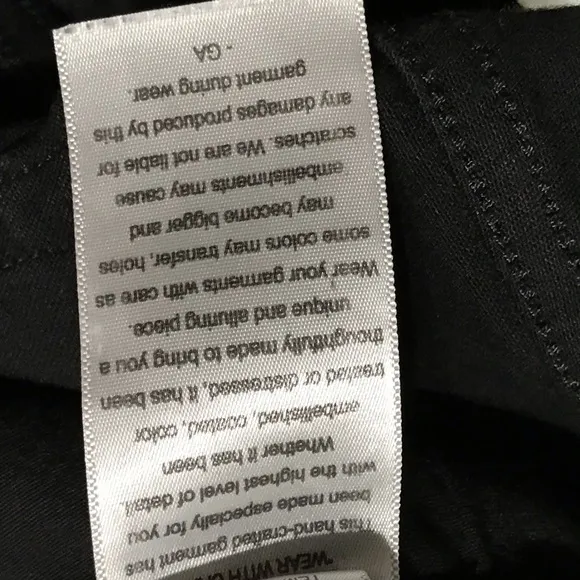 "WEAR WITH
This hand-crafted garment has
been made especially for you
with the highest level of detail.
Whether it has been
embellished, coated, color
treated or distressed, it has been
thoughtfully made to bring you a
unique and alluring piece.
Wear your garments with care as
some colors may transfer, holes
may become bigger and
embellishments may cause
scratches. We are not liable for
any damages produced by this
garment during wear.
- GA